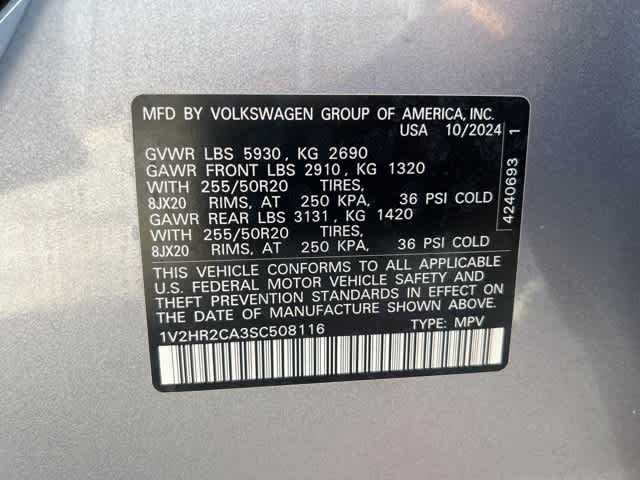 MFD BY VOLKSWAGEN GROUP OF AMERICA, INC.
USA 10/2024
GVWR LBS 5930, KG 2690
GAWR FRONT LBS 2910, KG 1320
WITH 255/50R20 TIRES,
8JX20 RIMS, AT 250 KPA, 36 PSI COLD
GAWR REAR LBS 3131, KG 1420
WITH 255/50R20 TIRES,
8JX20 RIMS, AT 250 KPA, 36 PSI COLD
THIS VEHICLE CONFORMS TO ALL APPLICABLE
U.S. FEDERAL MOTOR VEHICLE SAFETY AND
THEFT PREVENTION STANDARDS IN EFFECT ON
THE DATE OF MANUFACTURE SHOWN ABOVE.
1V2HR2CA3SC508116 TYPE: MPV
4240693 1